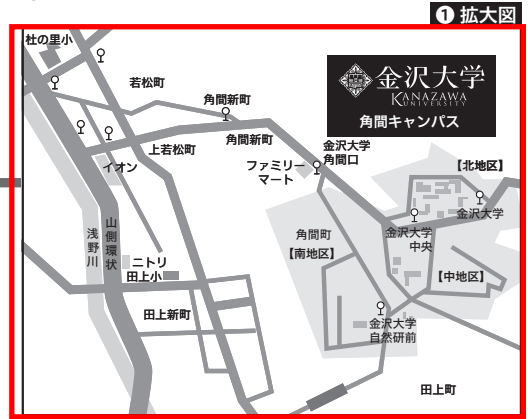 ❶ 拡大図
杜の里小
若松町
金沢大学
KANAZAWA
UNIVERSITY
角間キャンパス
角間新町
角間新町
上若松町
金沢大学
角間口
ファミリー
マート
イオン
【北地区】
金沢大学
金沢大学
中央
角間町
【南地区】
【中地区】
浅野川
山側環状
ニトリ
田上小
田上新町
金沢大学
自然研前
田上町